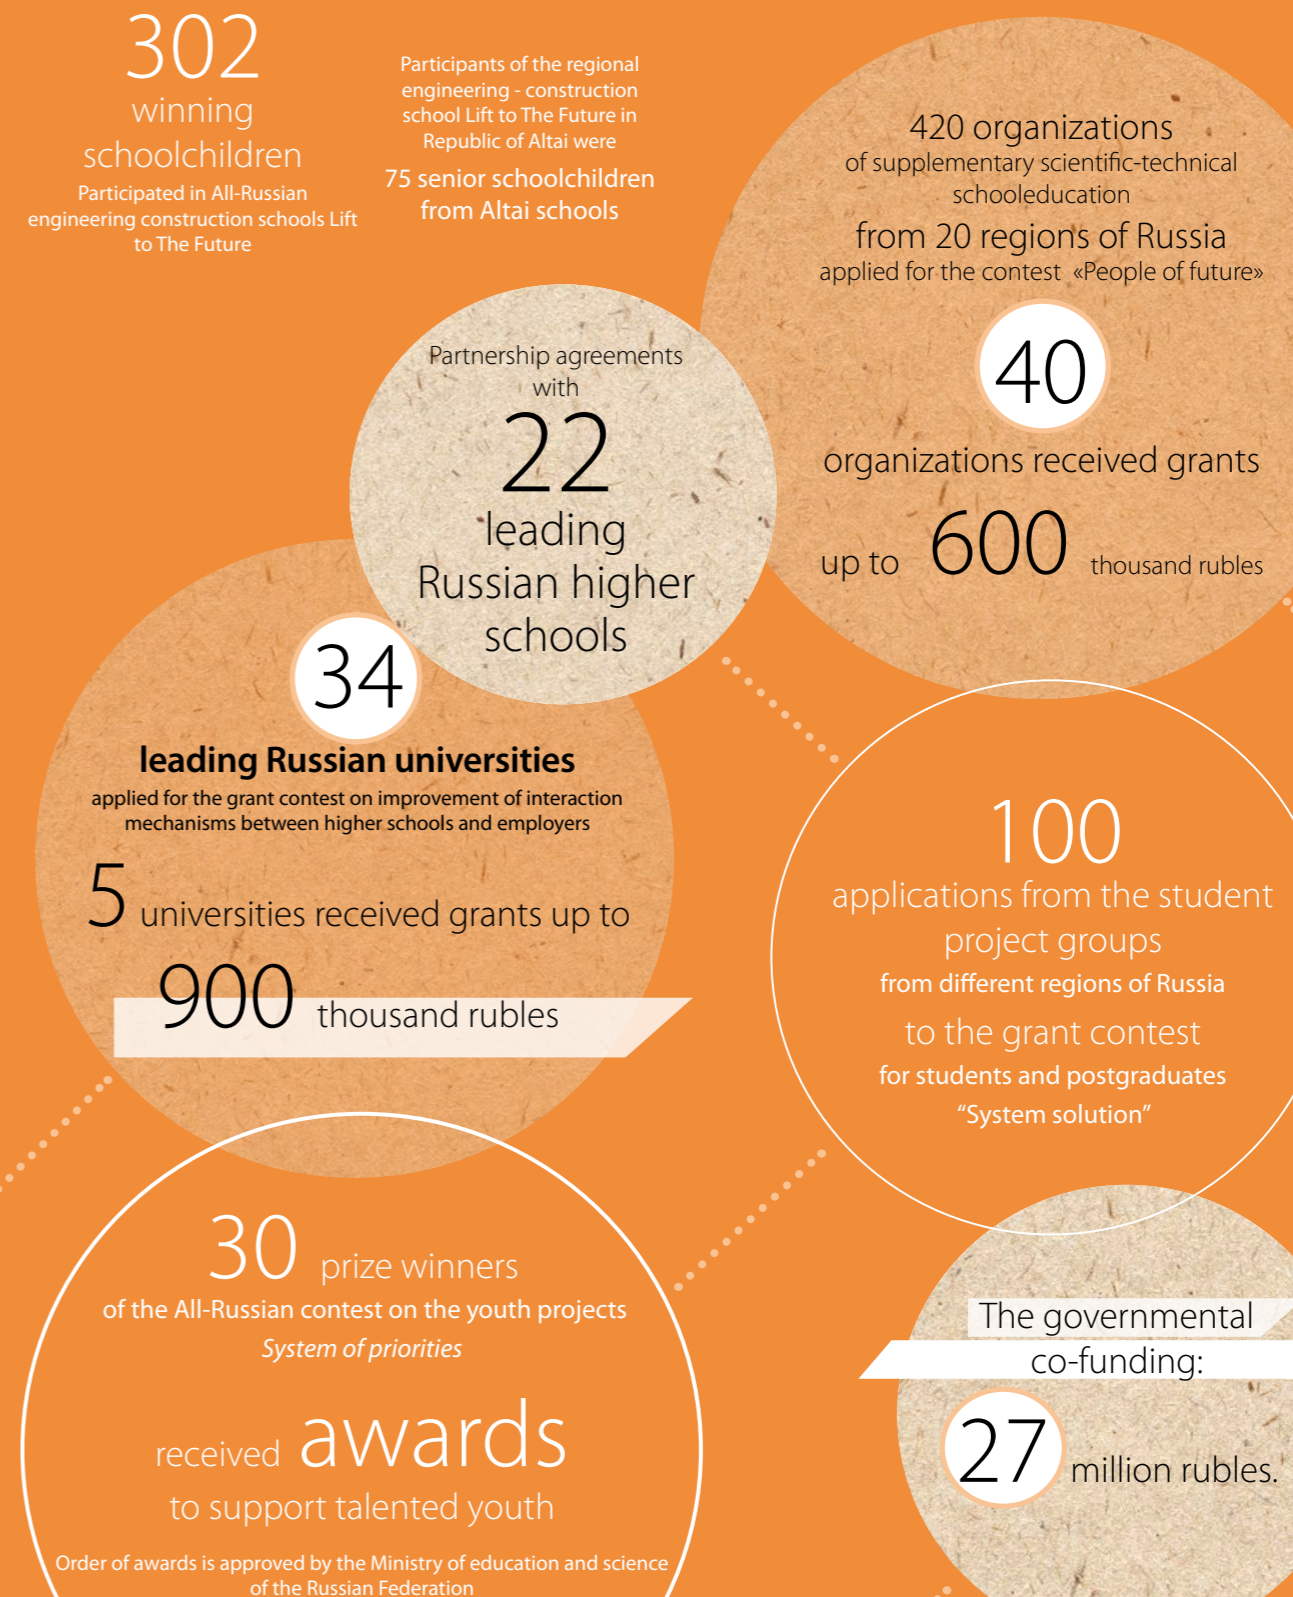 302
winning
schoolchildren
Participated in All-Russian
engineering construction schools Lift
to The Future
Participants of the regional
engineering - construction
school Lift to The Future in
Republic of Altai were
75 senior schoolchildren
from Altai schools
420 organizations
of supplementary scientific-technical
schooleducation
from 20 regions of Russia
applied for the contest «People of future»
40
organizations received grants
up to 600 thousand rubles
Partnership agreements
with
22
leading
Russian higher
schools
34
leading Russian universities
applied for the grant contest on improvement of interaction
mechanisms between higher schools and employers
5 universities received grants up to
900 thousand rubles
100
applications from the student
project groups
from different regions of Russia
to the grant contest
for students and postgraduates
“System solution”
30 prize winners
of the All-Russian contest on the youth projects
System of priorities
received awards
to support talented youth
Order of awards is approved by the Ministry of education and science
of the Russian Federation
The governmental
co-funding:
27 million rubles.